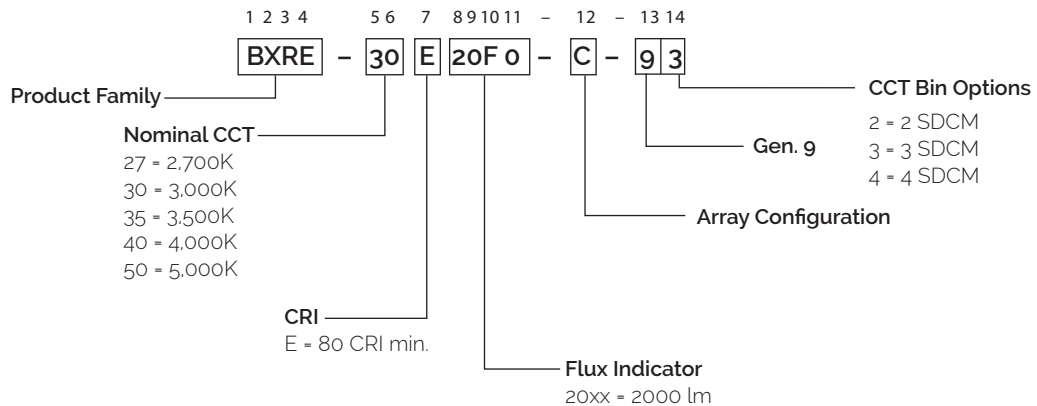 1 2 3 4 5 6 7 8 9 10 11 – 12 – 13 14
BXRE – 30 E 20F 0 – C – 9 3
Product Family
Nominal CCT
27 = 2,700K
30 = 3,000K
35 = 3,500K
40 = 4,000K
50 = 5,000K
CRI
E = 80 CRI min.
Flux Indicator
20xx = 2000 lm
Array Configuration
Gen. 9
CCT Bin Options
2 = 2 SDCM
3 = 3 SDCM
4 = 4 SDCM